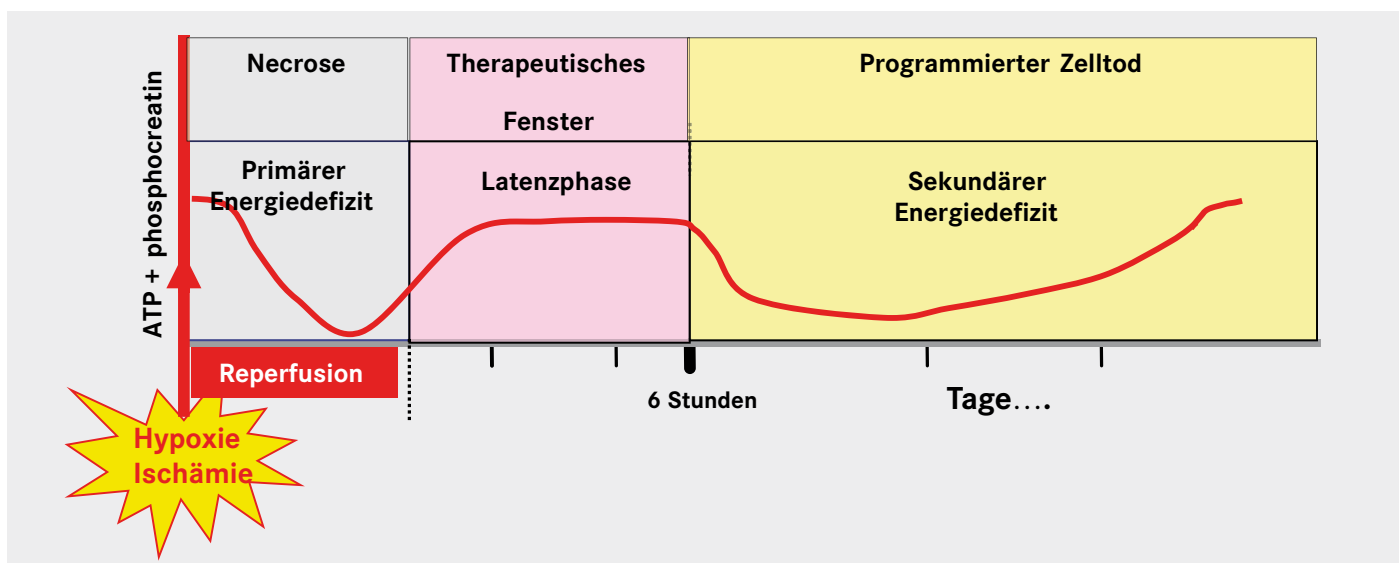 Necrose
Therapeutisches
Fenster
Programmierter Zelltod
ATP + phosphocreatin
Primärer
Energiedefizit
Latenzphase
Sekundärer
Energiedefizit
Reperfusion
6 Stunden
Tage....
Hypoxie
Ischämie